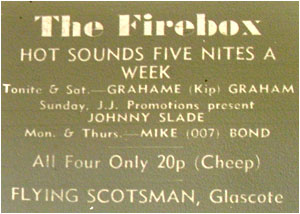 The Firebox
HOT SOUNDS FIVE NITES A
WEEK
Tonite & Sat.—GRAHAME (Kip) GRAHAM
Sunday, J.J. Promotions present
JOHNNY SLADE
Mon. & Thurs.—MIKE (007) BOND
All Four Only 20p (Cheep)
FLYING SCOTSMAN, Glascote